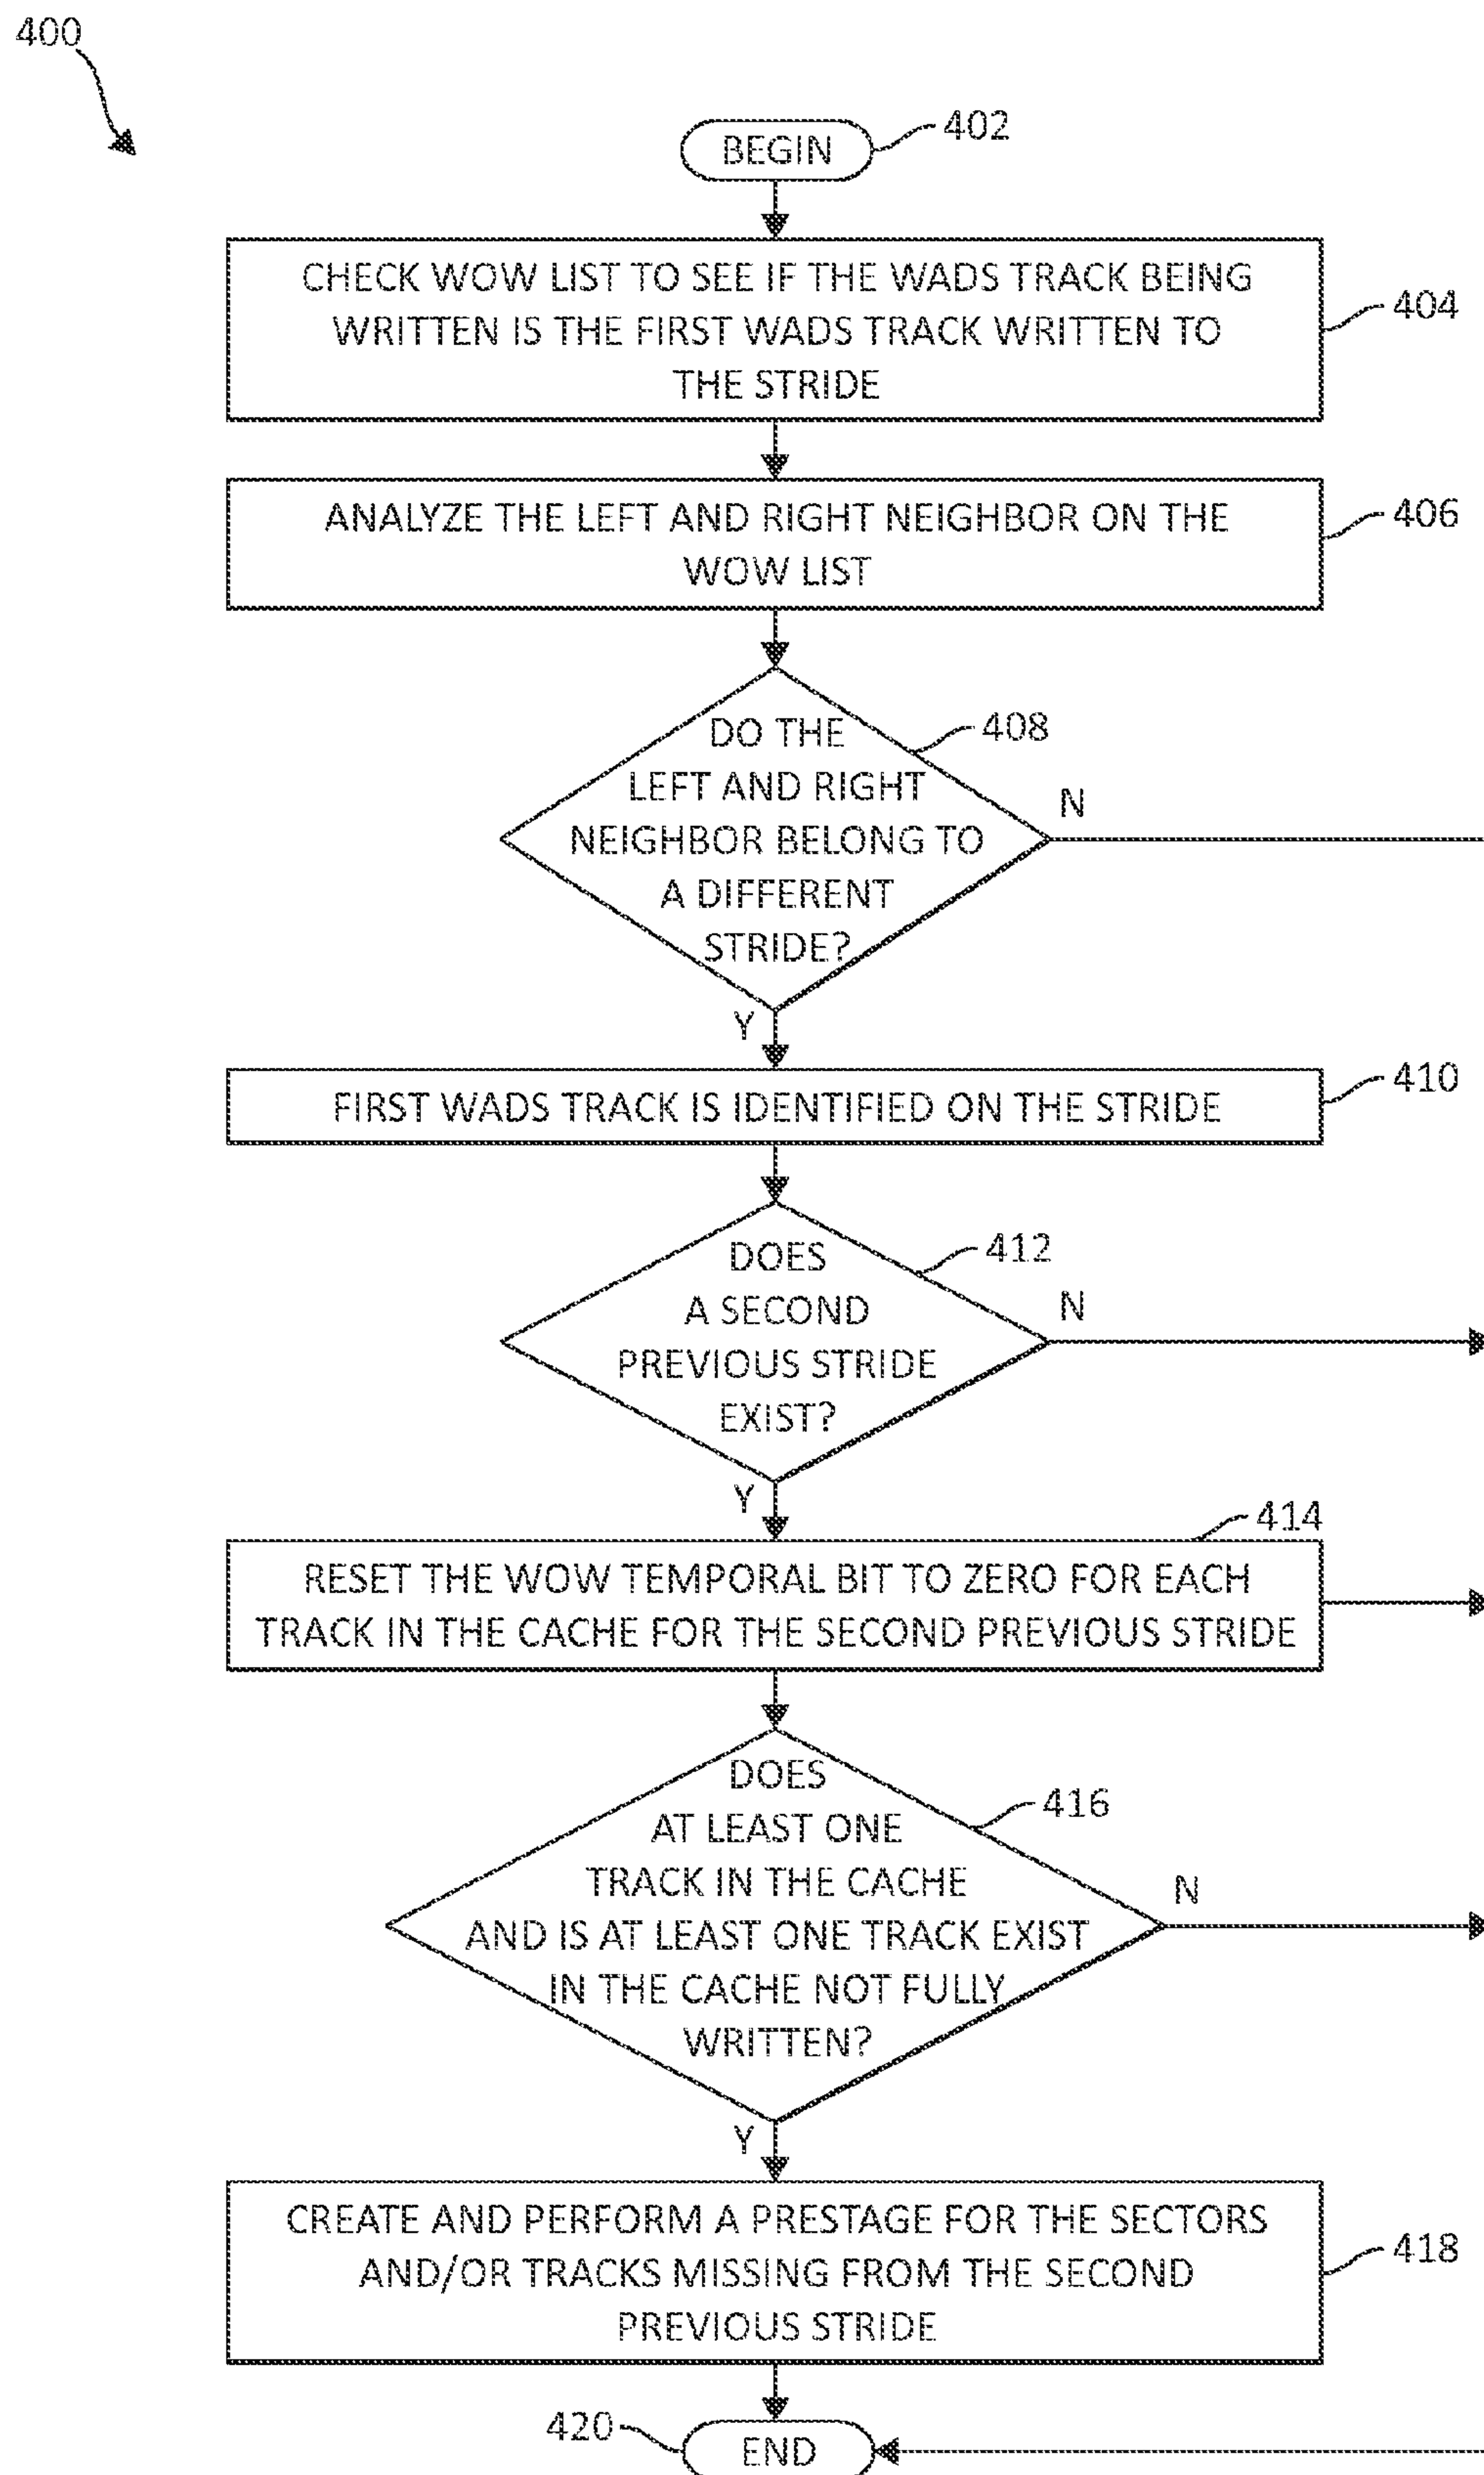 400
BEGIN
402
CHECK WOW LIST TO SEE IF THE WADS TRACK BEING
WRITTEN IS THE FIRST WADS TRACK WRITTEN TO
THE STRIDE
404
ANALYZE THE LEFT AND RIGHT NEIGHBOR ON THE
WOW LIST
406
DO THE
LEFT AND RIGHT
NEIGHBOR BELONG TO
A DIFFERENT
STRIDE?
408
N
Y
FIRST WADS TRACK IS IDENTIFIED ON THE STRIDE
410
DOES
A SECOND
PREVIOUS STRIDE
EXIST?
412
N
Y
414
RESET THE WOW TEMPORAL BIT TO ZERO FOR EACH
TRACK IN THE CACHE FOR THE SECOND PREVIOUS STRIDE
DOES
AT LEAST ONE
TRACK IN THE CACHE
AND IS AT LEAST ONE TRACK EXIST
IN THE CACHE NOT FULLY
WRITTEN?
416
N
Y
CREATE AND PERFORM A PRESTAGE FOR THE SECTORS
AND/OR TRACKS MISSING FROM THE SECOND
PREVIOUS STRIDE
418
420
END